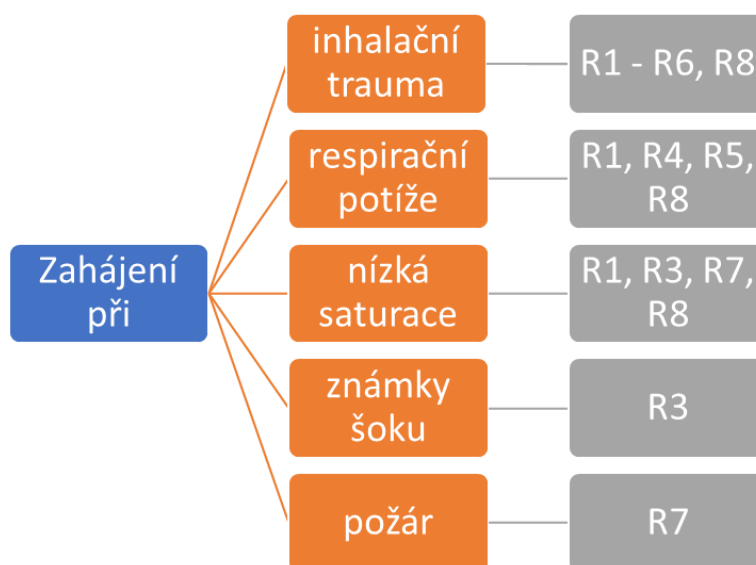 inhalační
trauma
R1 - R6, R8
respirační
potíže
R1, R4, R5,
R8
Zahájení
při
nízká
saturace
R1, R3, R7,
R8
známky
šoku
R3
požár
R7